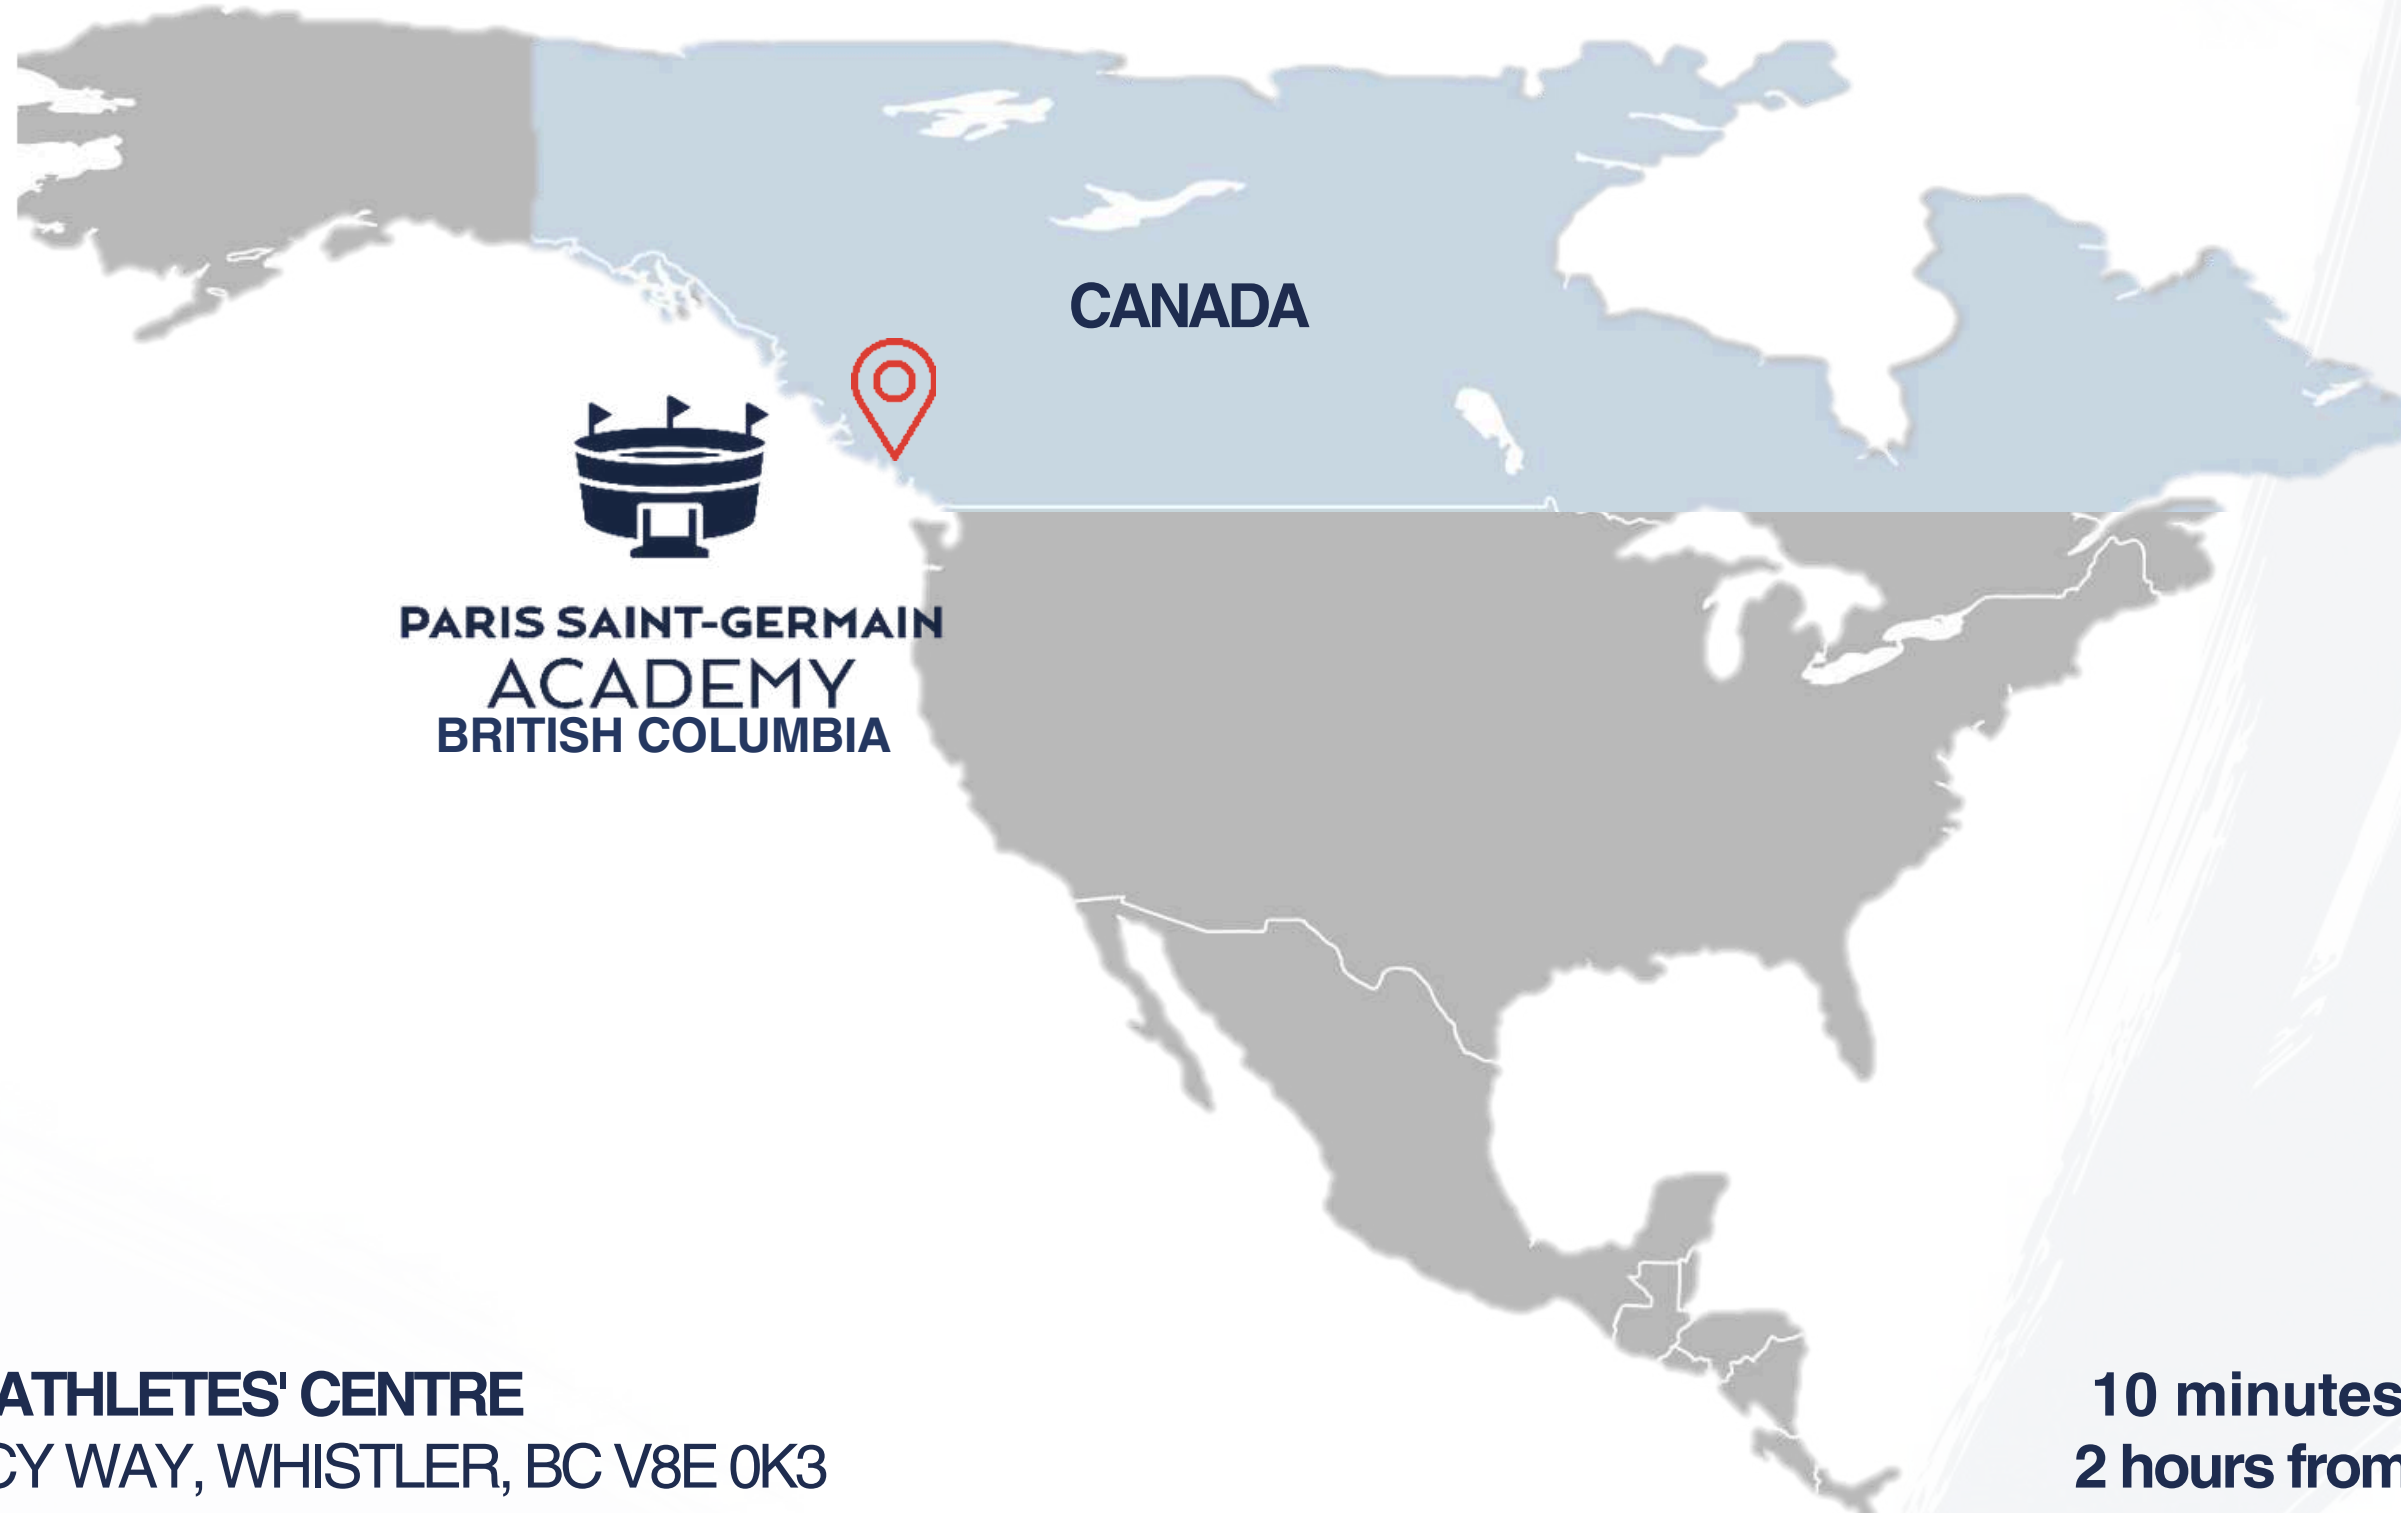 CANADA
PARIS SAINT-GERMAIN
ACADEMY
BRITISH COLUMBIA
ATHLETES' CENTRE
CY WAY, WHISTLER, BC V8E 0K3
10 minutes
2 hours from